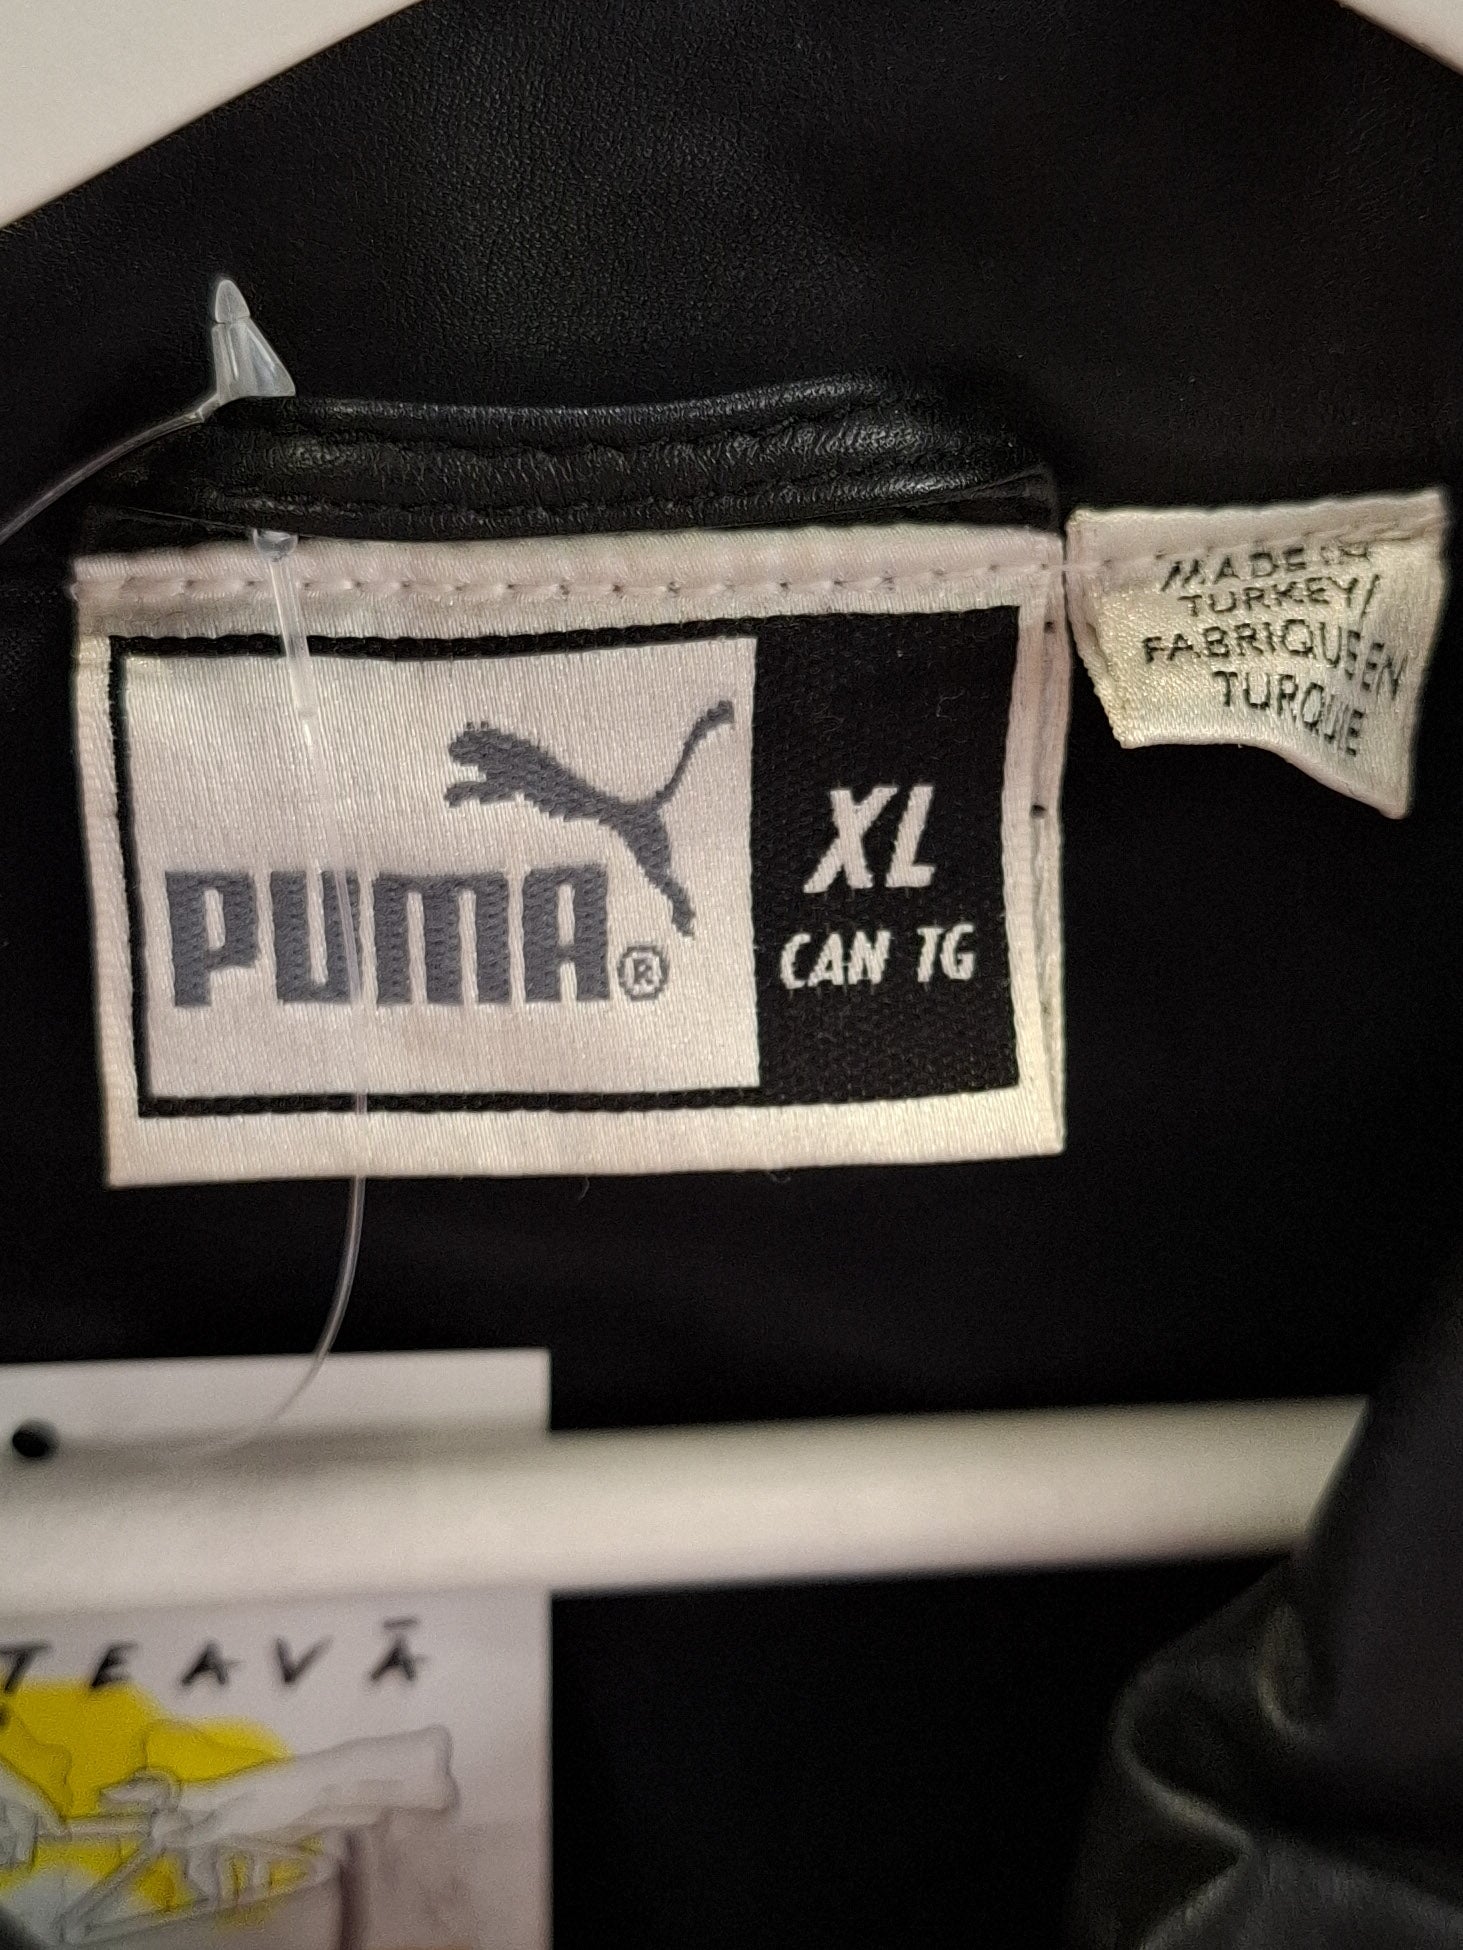 PUMA®
XL
CAN TG
MADE IN
TURKEY/
FABRIQUE EN
TURQUIE
TEAVĀ